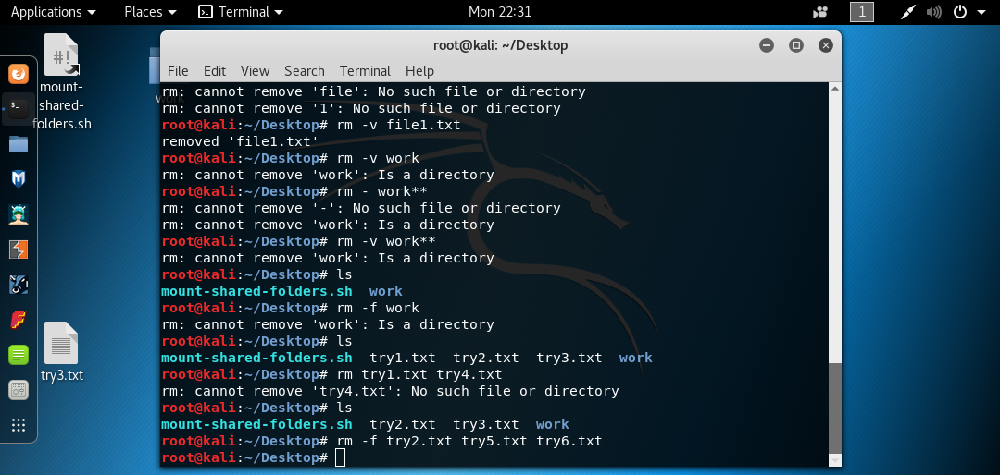 Applications Places Terminal Mon 22:31 1
mount-
shared-
folders.sh
try3.txt
root@kali: ~/Desktop
File Edit View Search Terminal Help
rm: cannot remove 'file': No such file or directory
rm: cannot remove '1': No such file or directory
root@kali:~/Desktop# rm -v file1.txt
removed 'file1.txt'
root@kali:~/Desktop# rm -v work
rm: cannot remove 'work': Is a directory
root@kali:~/Desktop# rm - work**
rm: cannot remove '-': No such file or directory
rm: cannot remove 'work': Is a directory
root@kali:~/Desktop# rm -v work**
rm: cannot remove 'work': Is a directory
root@kali:~/Desktop# ls
mount-shared-folders.sh  work
root@kali:~/Desktop# rm -f work
rm: cannot remove 'work': Is a directory
root@kali:~/Desktop# ls
mount-shared-folders.sh  try1.txt  try2.txt  try3.txt  work
root@kali:~/Desktop# rm try1.txt try4.txt
rm: cannot remove 'try4.txt': No such file or directory
root@kali:~/Desktop# ls
mount-shared-folders.sh  try2.txt  try3.txt  work
root@kali:~/Desktop# rm -f try2.txt try5.txt try6.txt
root@kali:~/Desktop#